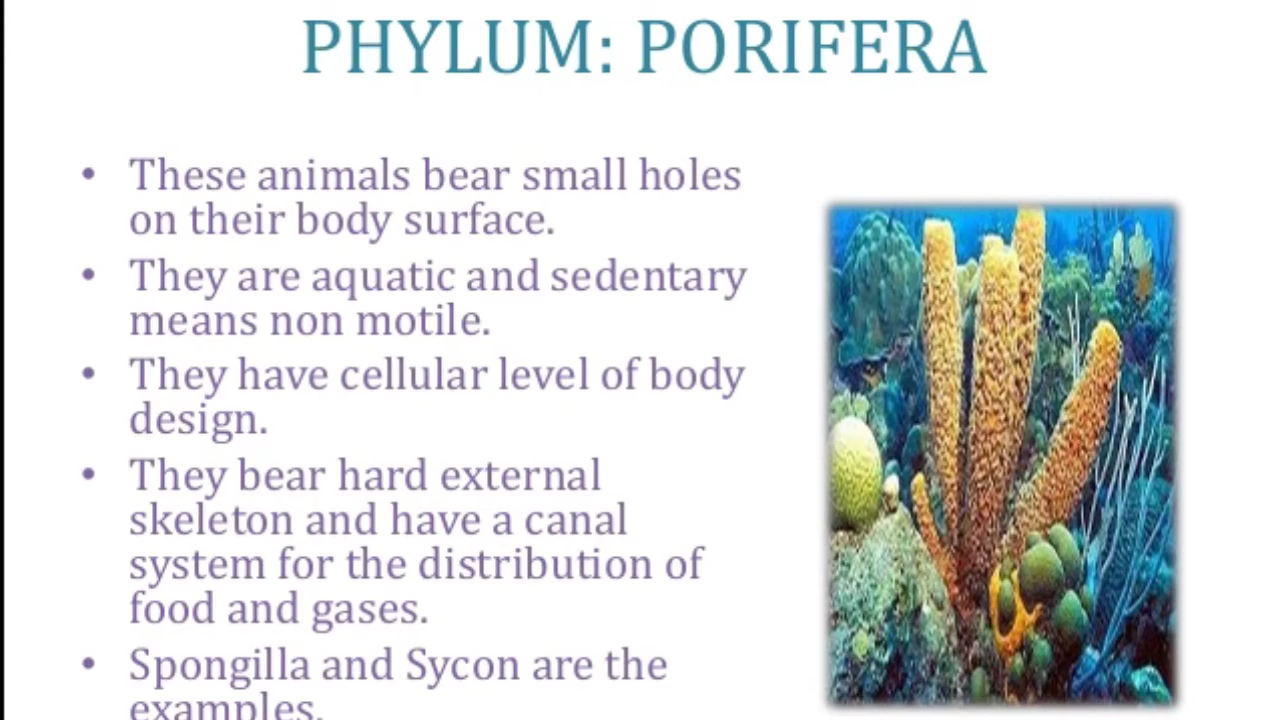 PHYLUM: PORIFERA
• These animals bear small holes
on their body surface.
• They are aquatic and sedentary
means non motile.
• They have cellular level of body
design.
• They bear hard external
skeleton and have a canal
system for the distribution of
food and gases.
• Spongilla and Sycon are the
examples.